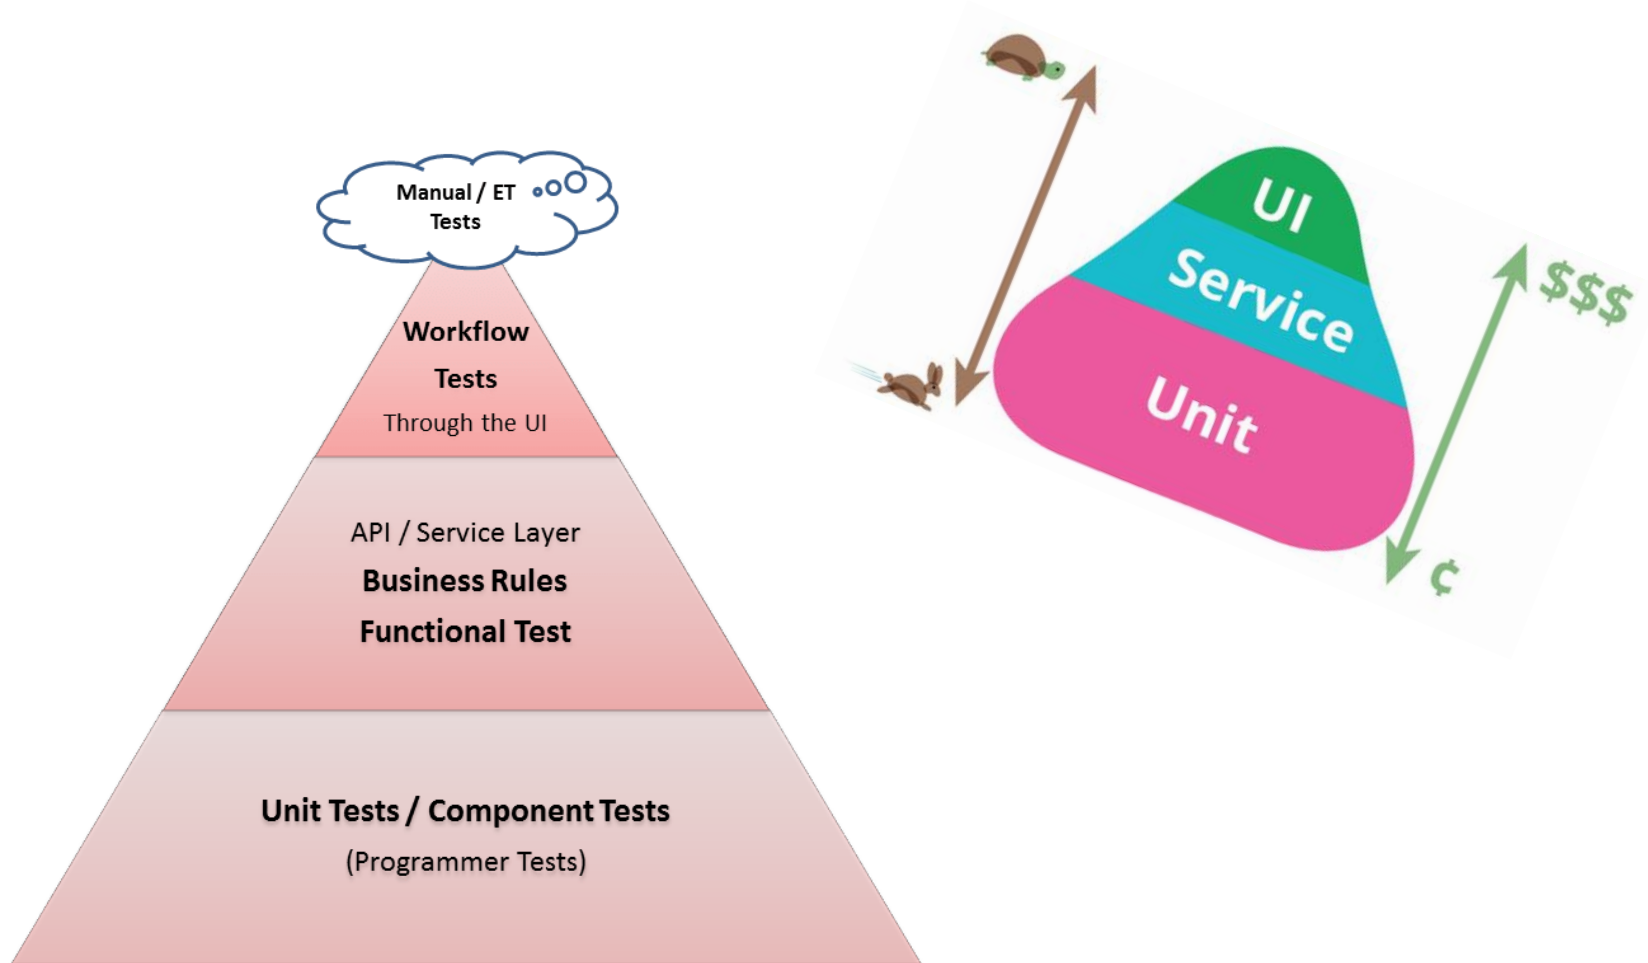 Manual / ET
Tests
Workflow
Tests
Through the UI
API / Service Layer
Business Rules
Functional Test
Unit Tests / Component Tests
(Programmer Tests)
UI
Service
Unit
$$$
¢